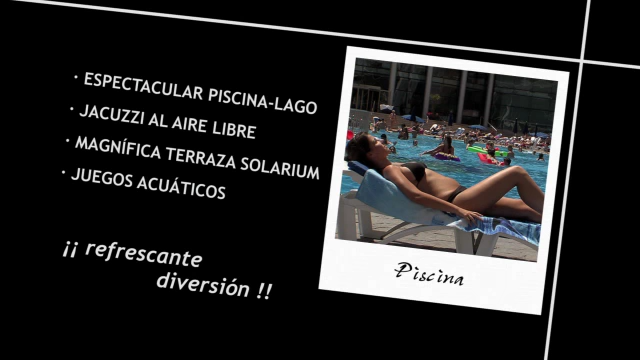 · ESPECTACULAR PISCINA-LAGO
· JACUZZI AL AIRE LIBRE
· MAGNÍFICA TERRAZA SOLARIUM
· JUEGOS ACUÁTICOS
¡¡ refrescante
diversión !!
Piscina